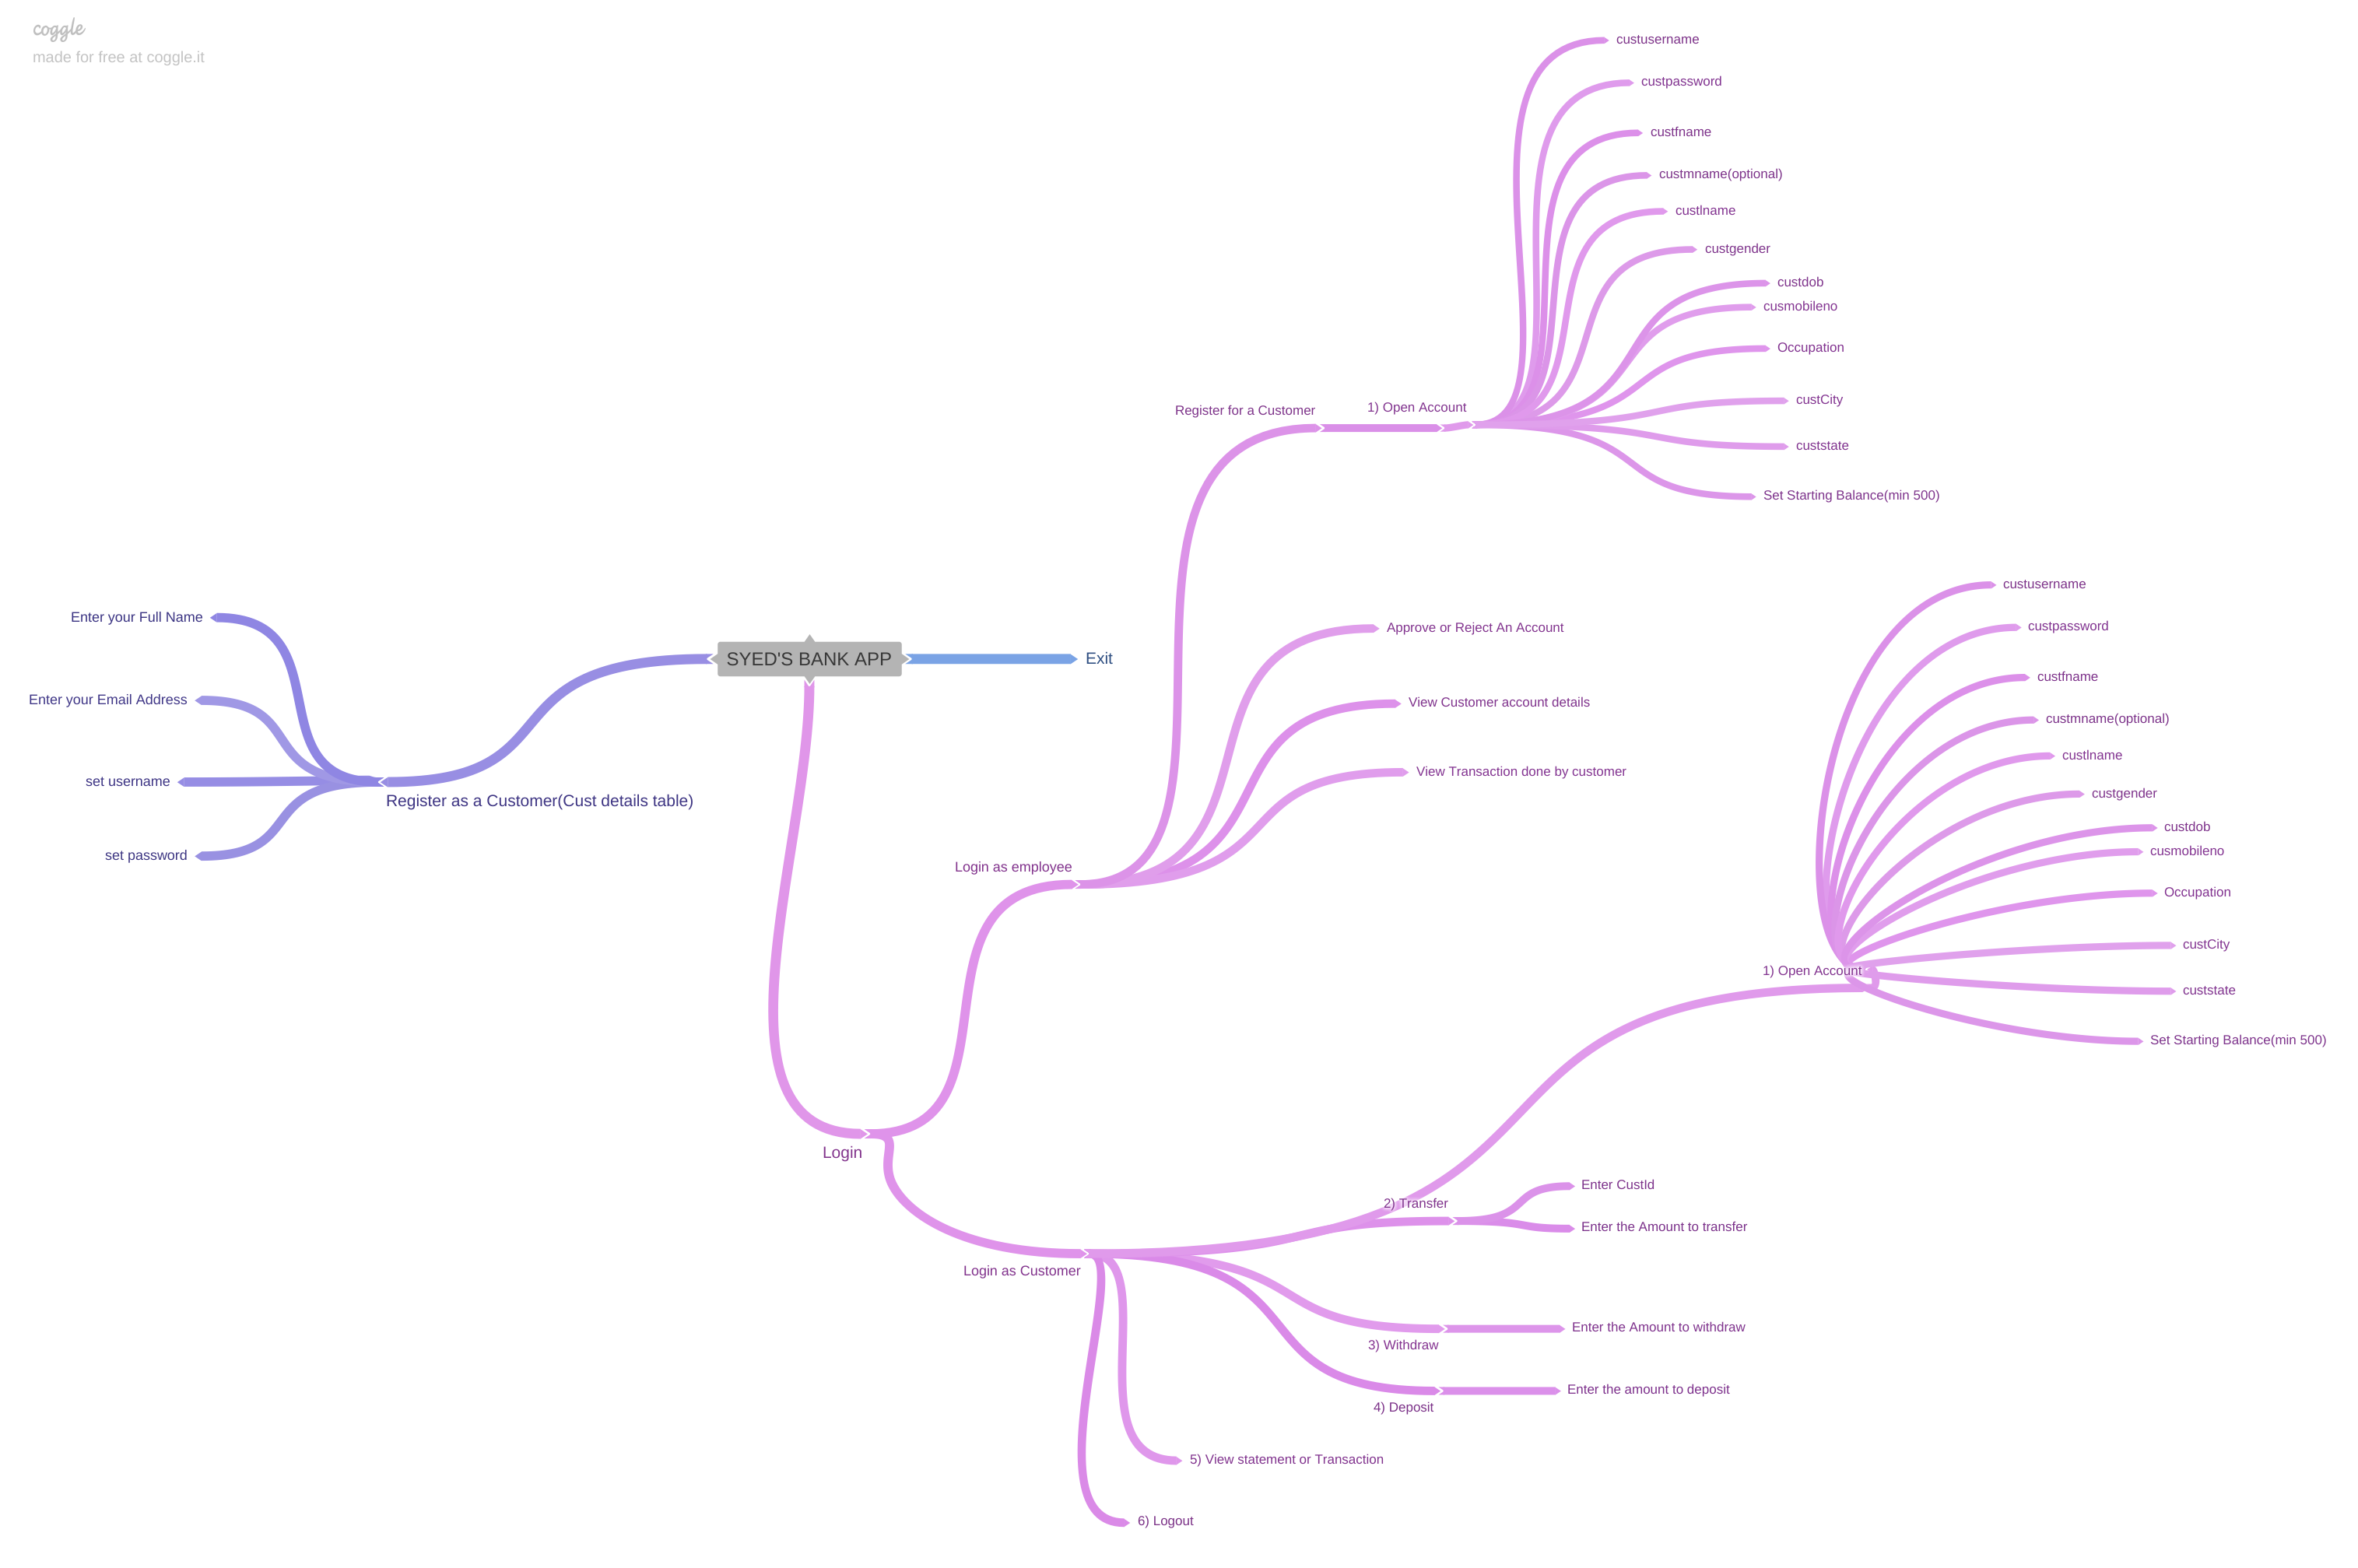 coggle
made for free at coggle.it
custusername
custpassword
custfname
custmname(optional)
custlname
custgender
custdob
cusmobileno
Occupation
custCity
custstate
Set Starting Balance(min 500)
Register for a Customer
1) Open Account
Enter your Full Name
Enter your Email Address
set username
set password
Register as a Customer(Cust details table)
SYED'S BANK APP
Exit
Approve or Reject An Account
View Customer account details
View Transaction done by customer
Login as employee
custusername
custpassword
custfname
custmname(optional)
custlname
custgender
custdob
cusmobileno
Occupation
custCity
custstate
Set Starting Balance(min 500)
1) Open Account
Login
Login as Customer
2) Transfer
Enter CustId
Enter the Amount to transfer
3) Withdraw
Enter the Amount to withdraw
4) Deposit
Enter the amount to deposit
5) View statement or Transaction
6) Logout